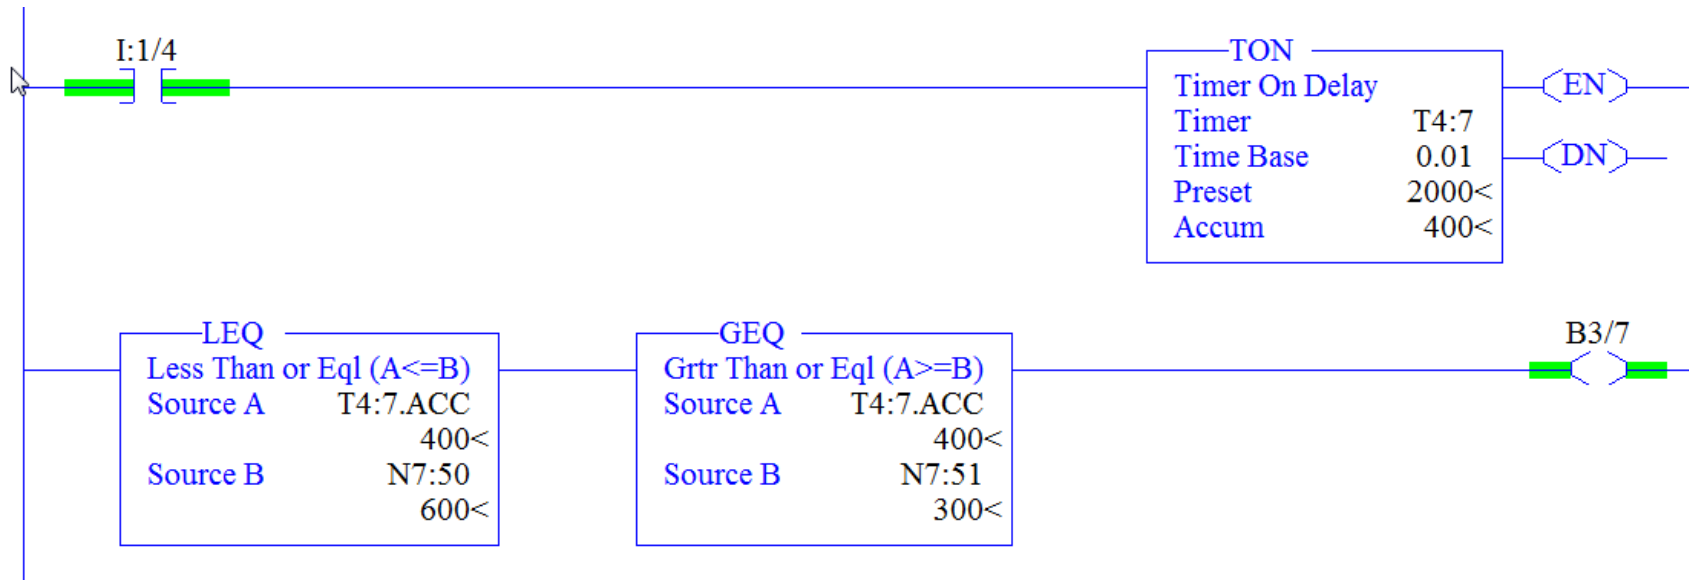 I:1/4
TON
Timer On Delay
Timer T4:7
Time Base 0.01
Preset 2000<
Accum 400<
EN
DN
LEQ
Less Than or Eql (A<=B)
Source A T4:7.ACC
400<
Source B N7:50
600<
GEQ
Grtr Than or Eql (A>=B)
Source A T4:7.ACC
400<
Source B N7:51
300<
B3/7